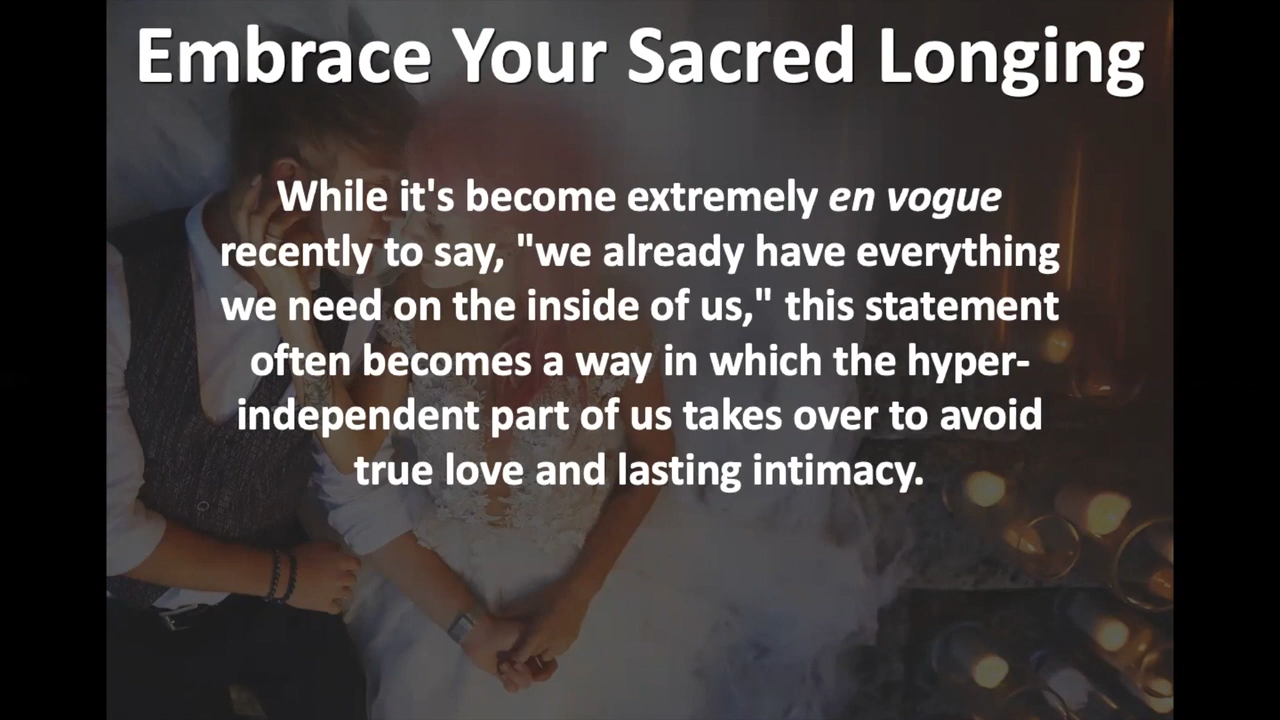 Embrace Your Sacred Longing
While it's become extremely en vogue
recently to say, "we already have everything
we need on the inside of us," this statement
often becomes a way in which the hyper-
independent part of us takes over to avoid
true love and lasting intimacy.